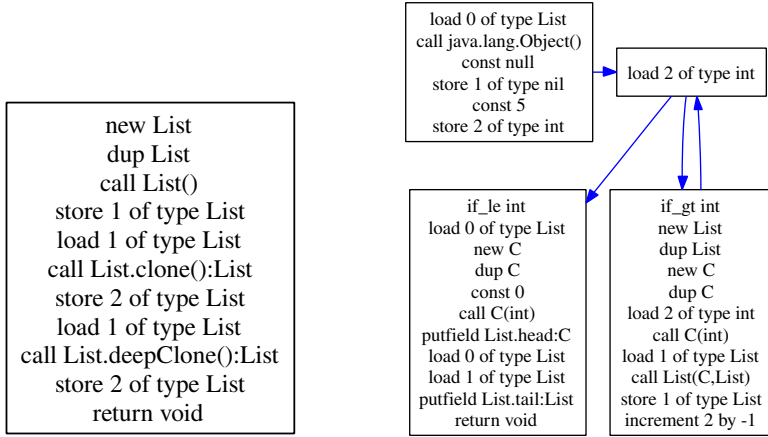 new List
dup List
call List()
store 1 of type List
load 1 of type List
call List.clone():List
store 2 of type List
load 1 of type List
call List.deepClone():List
store 2 of type List
return void
load 0 of type List
call java.lang.Object()
const null
store 1 of type nil
const 5
store 2 of type int
load 2 of type int
if_le int
load 0 of type List
new C
dup C
const 0
call C(int)
putfield List.head:C
load 0 of type List
load 1 of type List
putfield List.tail:List
return void
if_gt int
new List
dup List
new C
dup C
load 2 of type int
call C(int)
load 1 of type List
call List(C,List)
store 1 of type List
increment 2 by -1